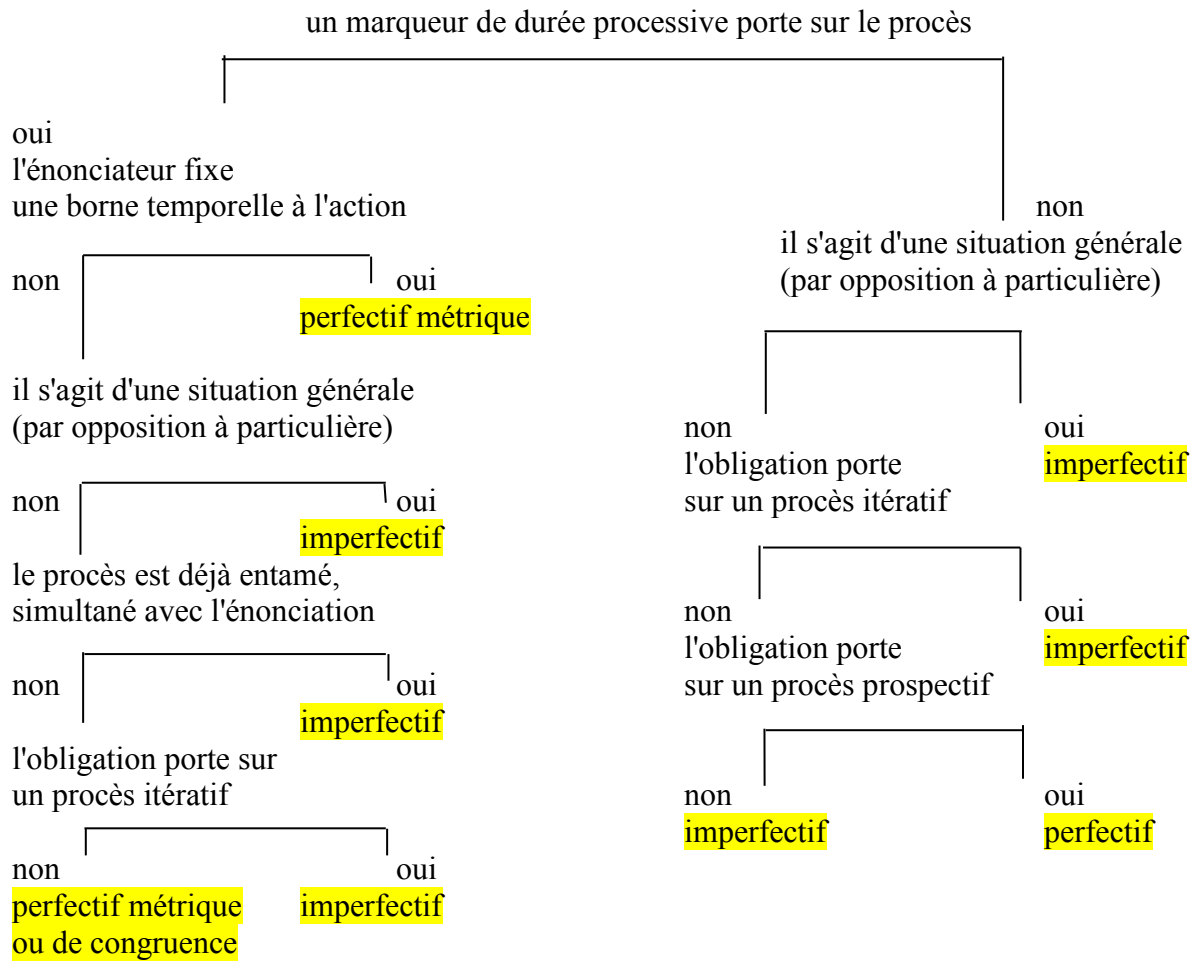 un marqueur de durée processive porte sur le procès
oui
l'énonciateur fixe
une borne temporelle à l'action
non
oui
perfectif métrique
il s'agit d'une situation générale
(par opposition à particulière)
non
oui
imperfectif
le procès est déjà entamé,
simultané avec l'énonciation
non
oui
imperfectif
l'obligation porte sur
un procès itératif
non
oui
perfectif métrique
ou de congruence
imperfectif
non
il s'agit d'une situation générale
(par opposition à particulière)
non
oui
l'obligation porte
sur un procès itératif
imperfectif
non
oui
l'obligation porte
sur un procès prospectif
imperfectif
non
oui
imperfectif
perfectif